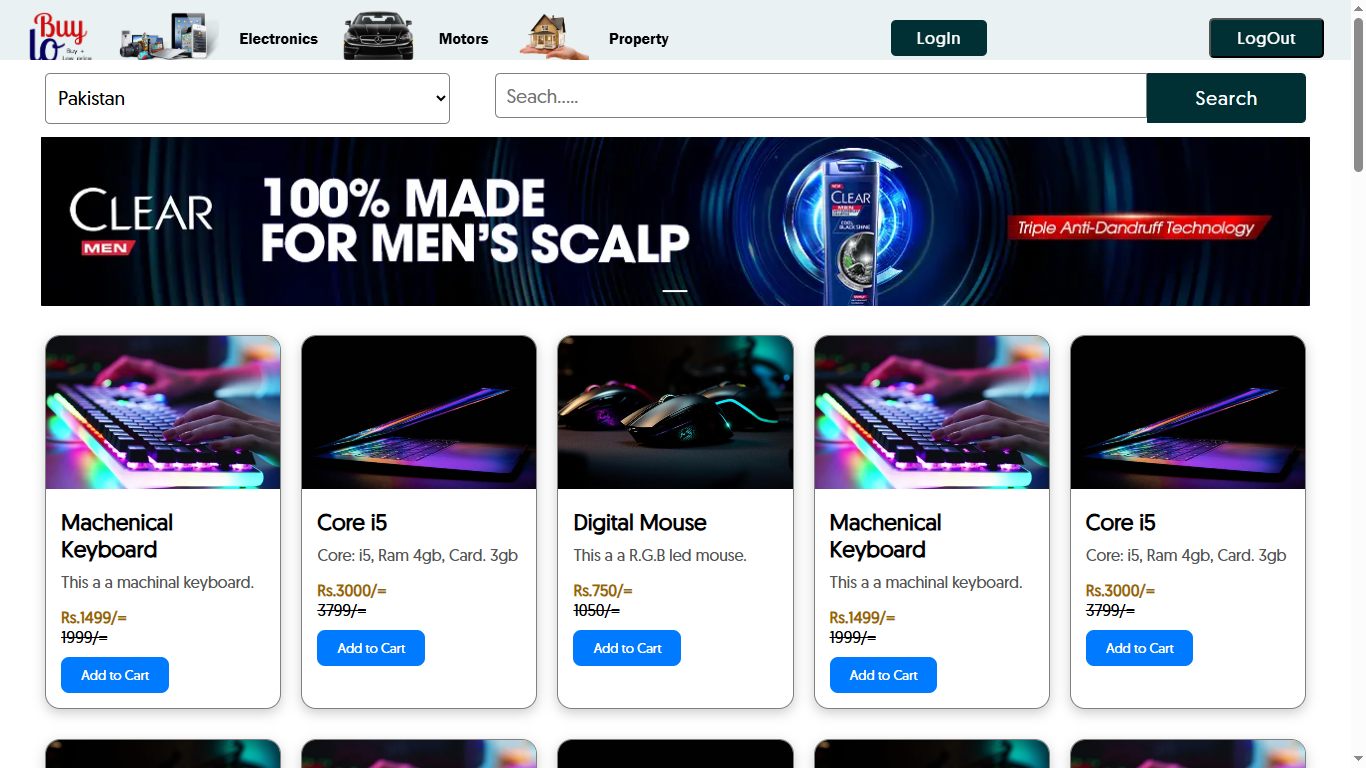 Buy
lo
Buy +
Low price
Electronics
Motors
Property
LogIn
LogOut
Pakistan
Seach.....
Search
CLEAR
MEN
100% MADE
FOR MEN'S SCALP
NEW
CLEAR
MEN
COOL
BLACK SHINE
Triple Anti-Dandruff Technology
Machenical
Keyboard
This a a machinal keyboard.
Rs.1499/=
1999/=
Add to Cart
Core i5
Core: i5, Ram 4gb, Card. 3gb
Rs.3000/=
3799/=
Add to Cart
Digital Mouse
This a a R.G.B led mouse.
Rs.750/=
1050/=
Add to Cart
Machenical
Keyboard
This a a machinal keyboard.
Rs.1499/=
1999/=
Add to Cart
Core i5
Core: i5, Ram 4gb, Card. 3gb
Rs.3000/=
3799/=
Add to Cart